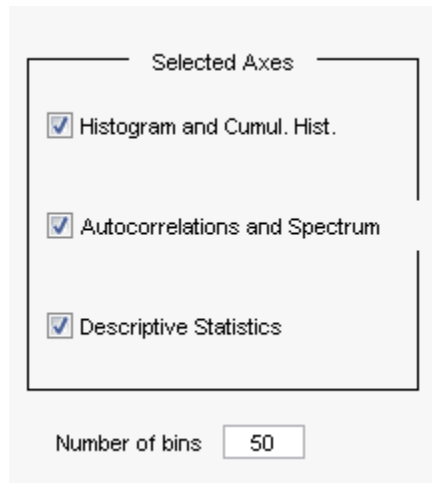 Selected Axes
Histogram and Cumul. Hist.
Autocorrelations and Spectrum
Descriptive Statistics
Number of bins 50